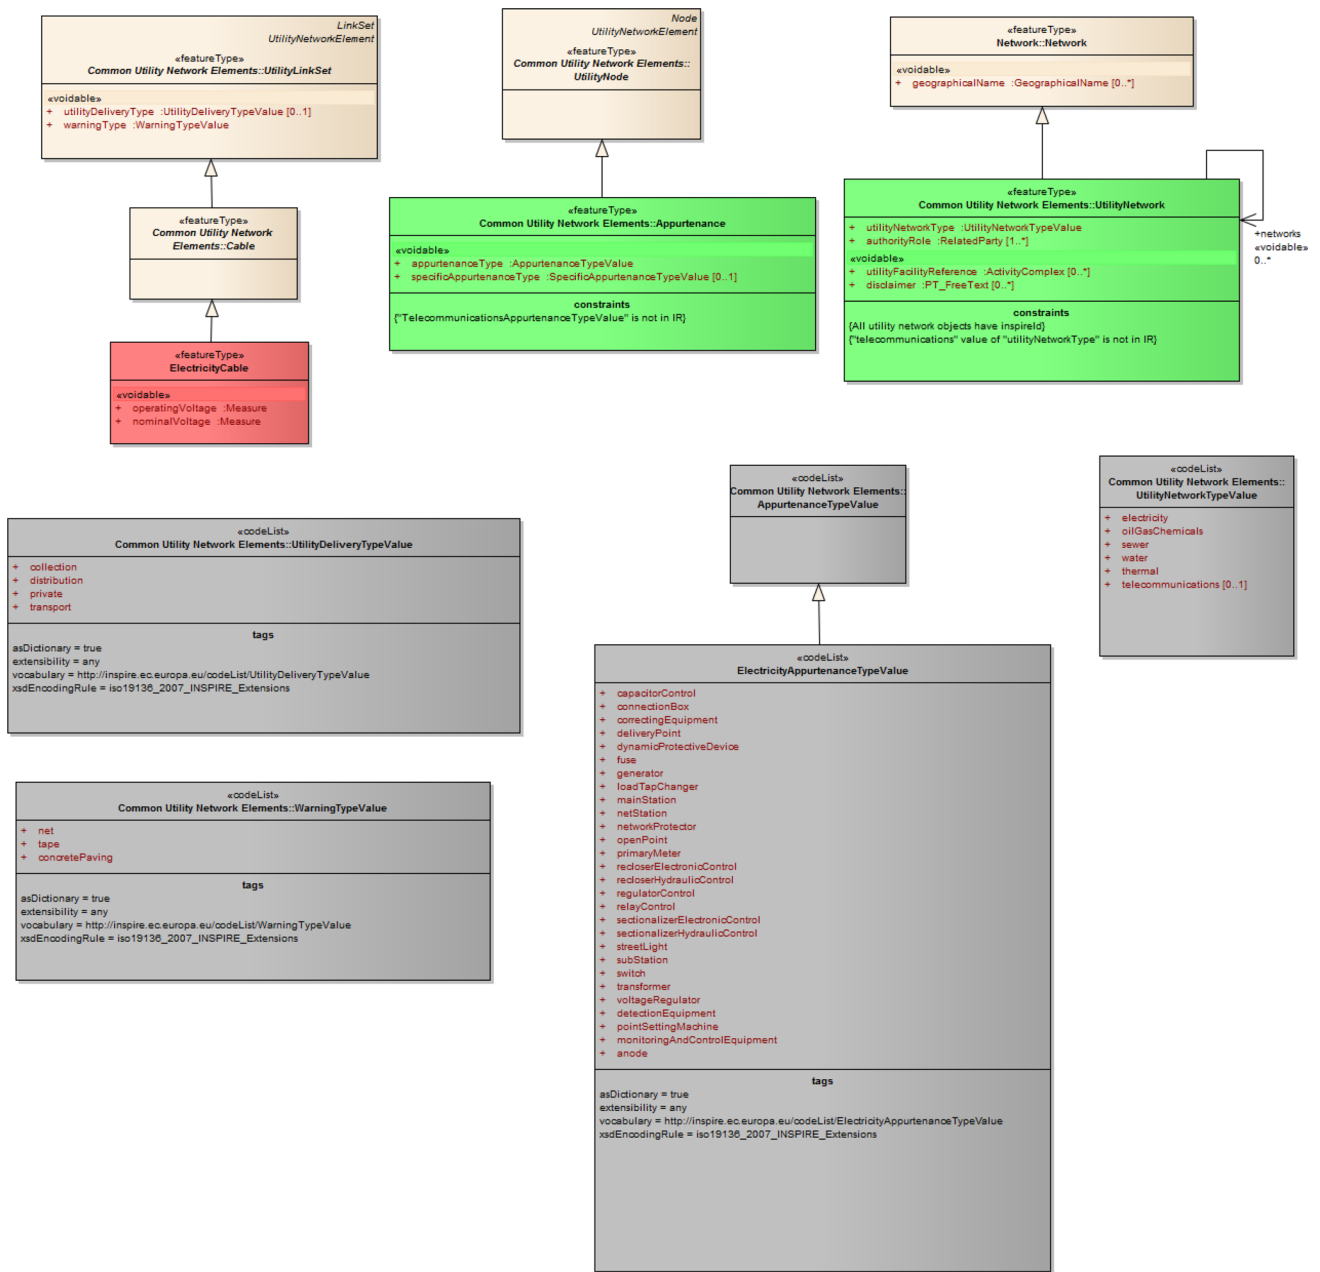 LinkSet
UtilityNetworkElement
«featureType»
Common Utility Network Elements::UtilityLinkSet
«voidable»
+ utilityDeliveryType :UtilityDeliveryTypeValue [0..1]
+ warningType :WarningTypeValue
Node
UtilityNetworkElement
«featureType»
Common Utility Network Elements::
UtilityNode
«featureType»
Network::Network
«voidable»
+ geographicalName :GeographicalName [0..*]
«featureType»
Common Utility Network
Elements::Cable
«featureType»
Common Utility Network Elements::Appurtenance
«voidable»
+ appurtenanceType :AppurtenanceTypeValue
+ specificAppurtenanceType :SpecificAppurtenanceTypeValue [0..1]
constraints
{"TelecommunicationsAppurtenanceTypeValue" is not in IR}
«featureType»
Common Utility Network Elements::UtilityNetwork
+ utilityNetworkType :UtilityNetworkTypeValue
+ authorityRole :RelatedParty [1..*]
«voidable»
+ utilityFacilityReference :ActivityComplex [0..*]
+ disclaimer :PT_FreeText [0..*]
constraints
{All utility network objects have inspireId}
{"telecommunications" value of "utilityNetworkType" is not in IR}
+networks
«voidable»
0..*
«featureType»
ElectricityCable
«voidable»
+ operatingVoltage :Measure
+ nominalVoltage :Measure
«codeList»
Common Utility Network Elements::
AppurtenanceTypeValue
«codeList»
Common Utility Network Elements::
UtilityNetworkTypeValue
+ electricity
+ oilGasChemicals
+ sewer
+ water
+ thermal
+ telecommunications [0..1]
«codeList»
Common Utility Network Elements::UtilityDeliveryTypeValue
+ collection
+ distribution
+ private
+ transport
tags
asDictionary = true
extensibility = any
vocabulary = http://inspire.ec.europa.eu/codeList/UtilityDeliveryTypeValue
xsdEncodingRule = iso19136_2007_INSPIRE_Extensions
«codeList»
ElectricityAppurtenanceTypeValue
+ capacitorControl
+ connectionBox
+ correctingEquipment
+ deliveryPoint
+ dynamicProtectiveDevice
+ fuse
+ generator
+ loadTapChanger
+ mainStation
+ netStation
+ networkProtector
+ openPoint
+ primaryMeter
+ recloserElectronicControl
+ recloserHydraulicControl
+ regulatorControl
+ relayControl
+ sectionalizerElectronicControl
+ sectionalizerHydraulicControl
+ streetLight
+ subStation
+ switch
+ transformer
+ voltageRegulator
+ detectionEquipment
+ pointSettingMachine
+ monitoringAndControlEquipment
+ anode
tags
asDictionary = true
extensibility = any
vocabulary = http://inspire.ec.europa.eu/codeList/ElectricityAppurtenanceTypeValue
xsdEncodingRule = iso19136_2007_INSPIRE_Extensions
«codeList»
Common Utility Network Elements::WarningTypeValue
+ net
+ tape
+ concretePaving
tags
asDictionary = true
extensibility = any
vocabulary = http://inspire.ec.europa.eu/codeList/WarningTypeValue
xsdEncodingRule = iso19136_2007_INSPIRE_Extensions